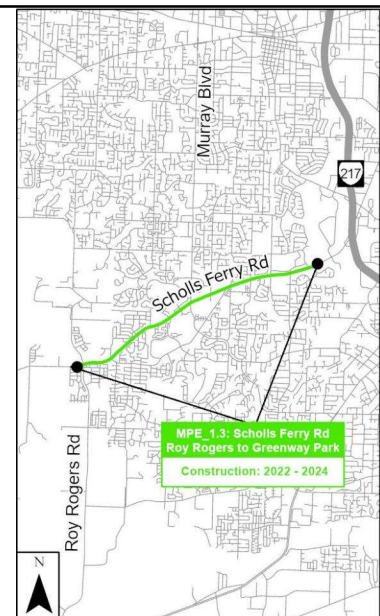 Murray Blvd
217
Scholls Ferry Rd
MPE_1.3: Scholls Ferry Rd
Roy Rogers to Greenway Park
Construction: 2022 - 2024
Roy Rogers Rd
N